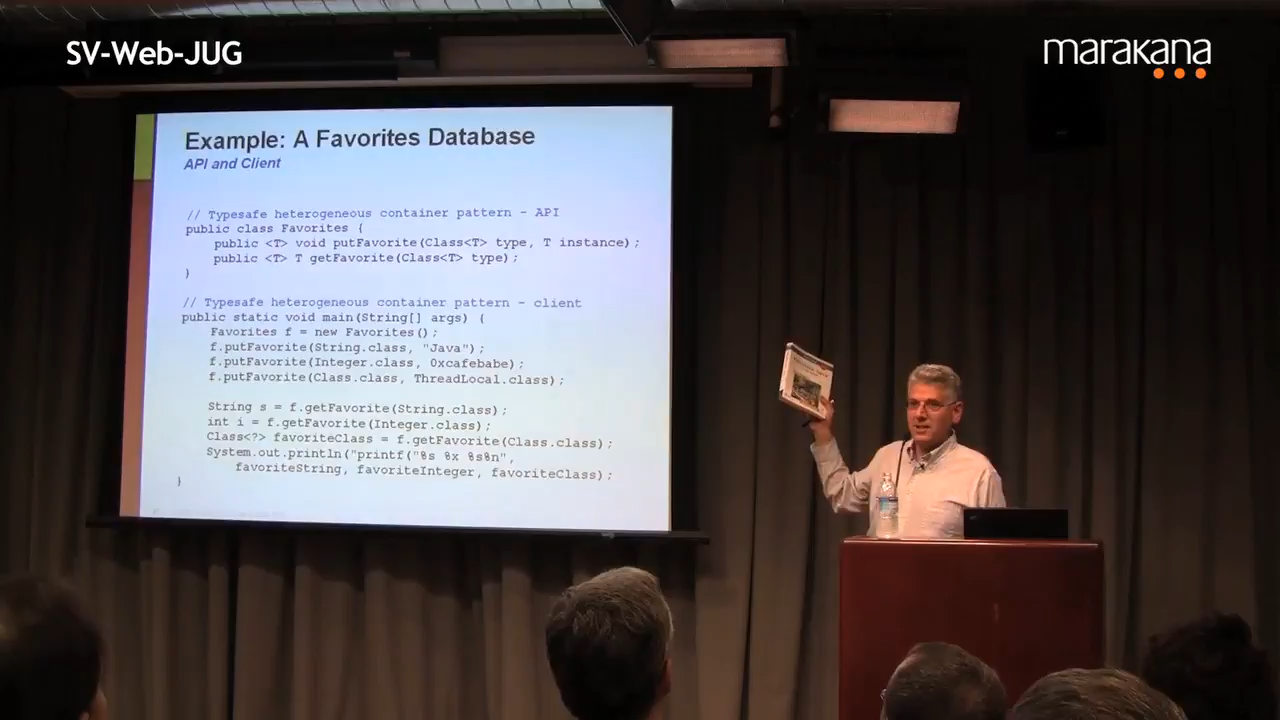 SV-Web-JUG
marakana
Example: A Favorites Database
API and Client
// Typesafe heterogeneous container pattern - API
public class Favorites {
public <T> void putFavorite(Class<T> type, T instance);
public <T> T getFavorite(Class<T> type);
}
// Typesafe heterogeneous container pattern - client
public static void main(String[] args) {
Favorites f = new Favorites();
f.putFavorite(String.class, "Java");
f.putFavorite(Integer.class, 0xcafebabe);
f.putFavorite(Class.class, ThreadLocal.class);
String s = f.getFavorite(String.class);
int i = f.getFavorite(Integer.class);
Class<?> favoriteClass = f.getFavorite(Class.class);
System.out.println("printf("%s %x %s%n",
favoriteString, favoriteInteger, favoriteClass);
}